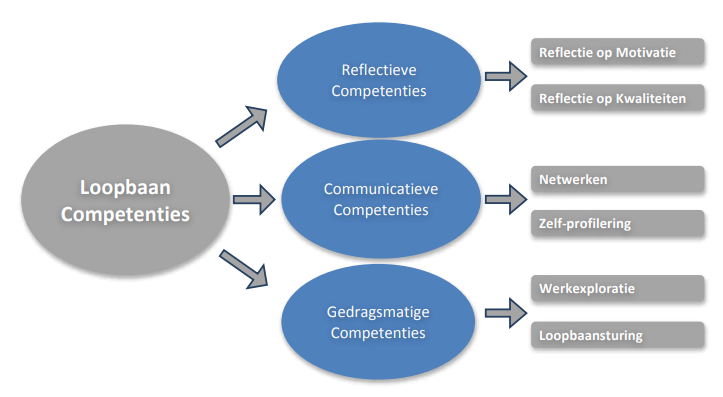 Loopbaan
Competenties
Reflectieve
Competenties
Reflectie op Motivatie
Reflectie op Kwaliteiten
Communicatieve
Competenties
Netwerken
Zelf-profilering
Gedragsmatige
Competenties
Werkexploratie
Loopbaansturing